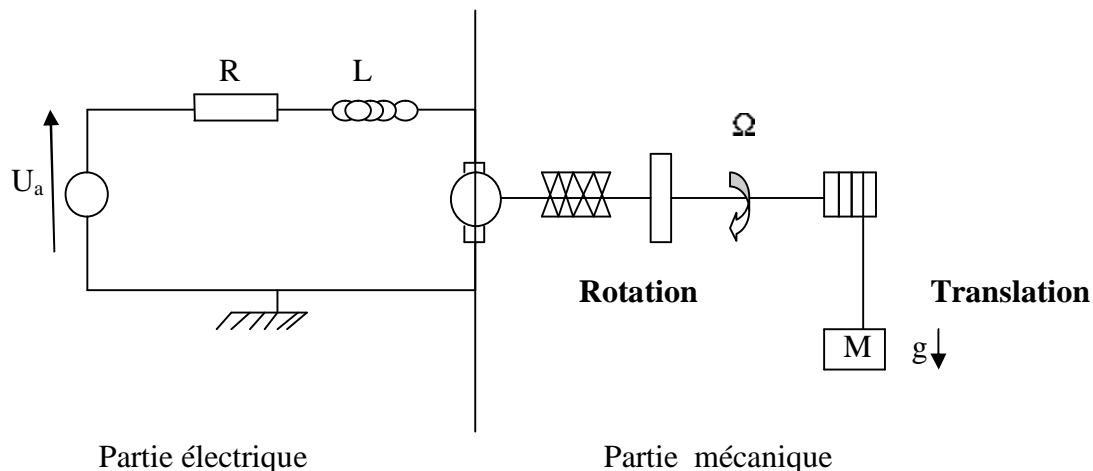 R L
Ω
Uₐ
Rotation Translation
M g
Partie électrique Partie mécanique